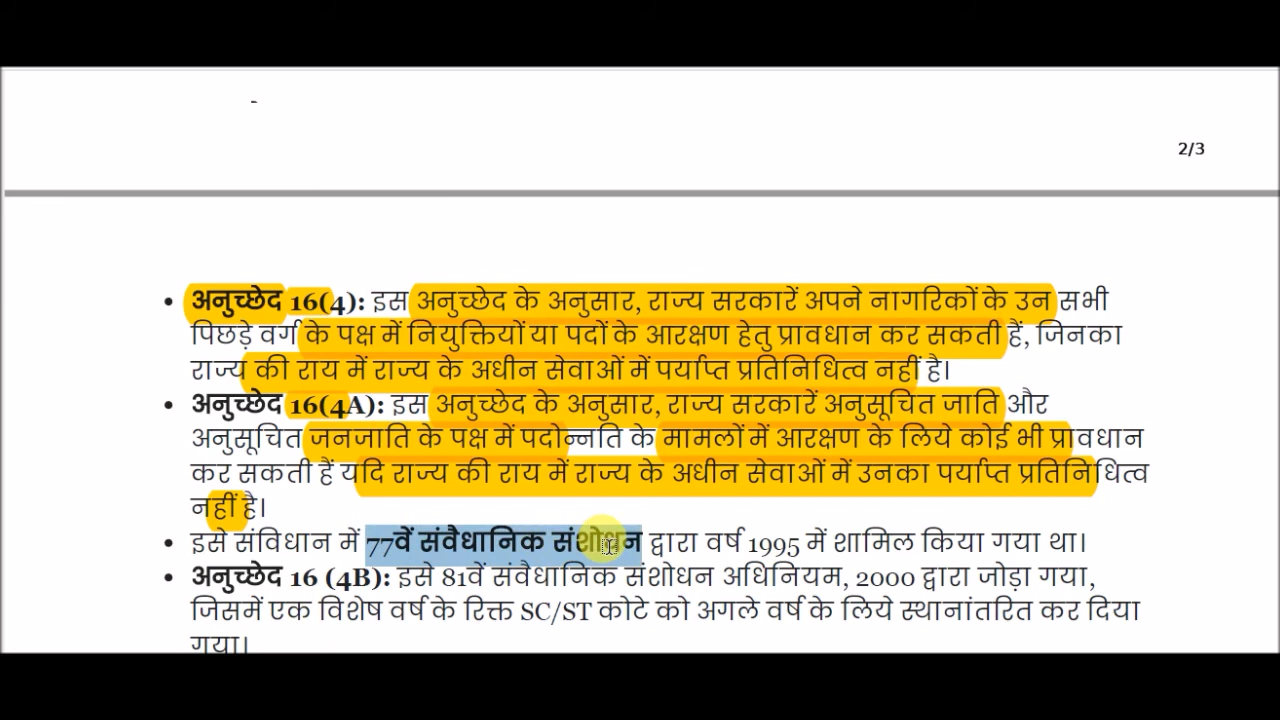 2/3
• अनुच्छेद 16(4): इस अनुच्छेद के अनुसार, राज्य सरकारें अपने नागरिकों के उन सभी
पिछड़े वर्ग के पक्ष में नियुक्तियों या पदों के आरक्षण हेतु प्रावधान कर सकती हैं, जिनका
राज्य की राय में राज्य के अधीन सेवाओं में पर्याप्त प्रतिनिधित्व नहीं है।
• अनुच्छेद 16(4A): इस अनुच्छेद के अनुसार, राज्य सरकारें अनुसूचित जाति और
अनुसूचित जनजाति के पक्ष में पदोन्नति के मामलों में आरक्षण के लिये कोई भी प्रावधान
कर सकती हैं यदि राज्य की राय में राज्य के अधीन सेवाओं में उनका पर्याप्त प्रतिनिधित्व
नहीं है।
• इसे संविधान में 77वें संवैधानिक संशोधन द्वारा वर्ष 1995 में शामिल किया गया था।
• अनुच्छेद 16 (4B): इसे 81वें संवैधानिक संशोधन अधिनियम, 2000 द्वारा जोड़ा गया,
जिसमें एक विशेष वर्ष के रिक्त SC/ST कोटे को अगले वर्ष के लिये स्थानांतरित कर दिया
गया।